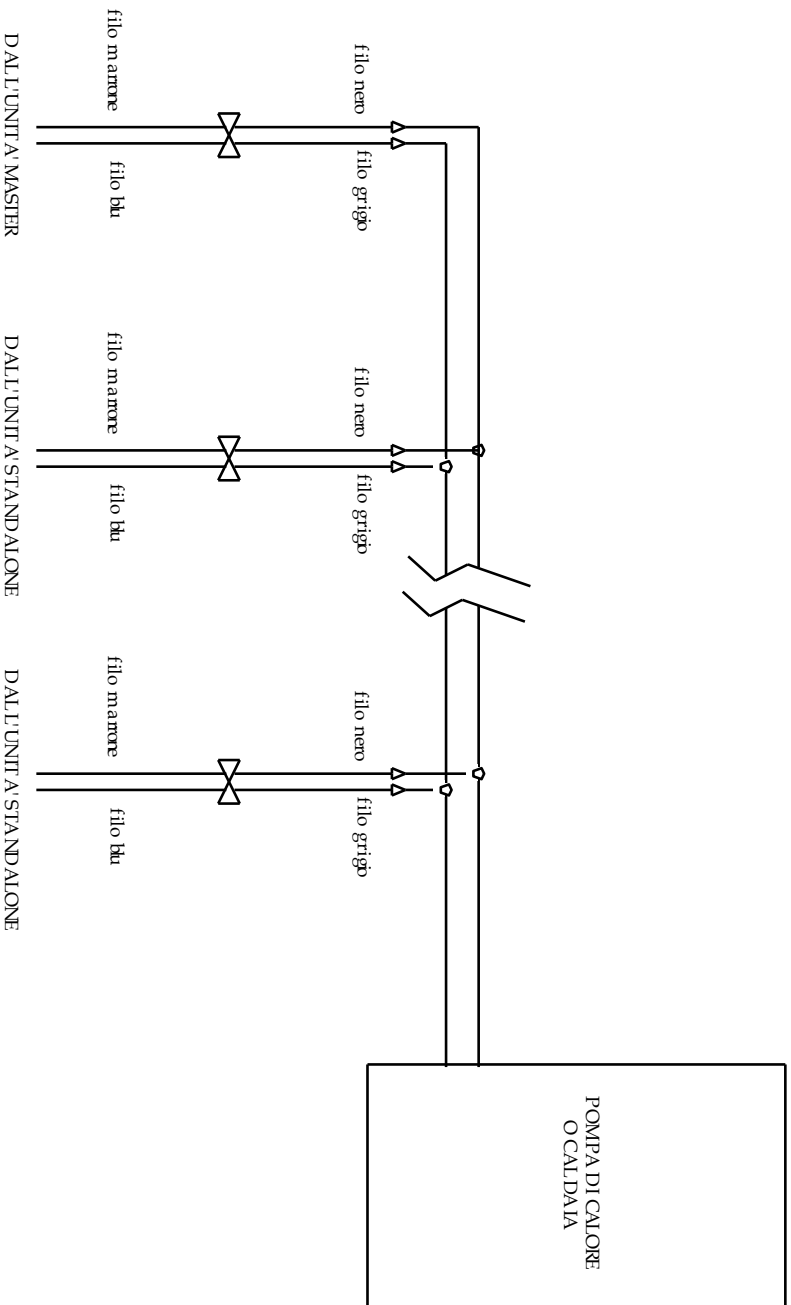 filo marrone
filo nero
filo blu
filo grigio
DALL'UNITA' MASTER
filo marrone
filo nero
filo blu
filo grigio
DALL'UNITA' STANDALONE
filo marrone
filo nero
filo blu
filo grigio
DALL'UNITA' STANDALONE
POMPA DI CALORE
O CALDAIA